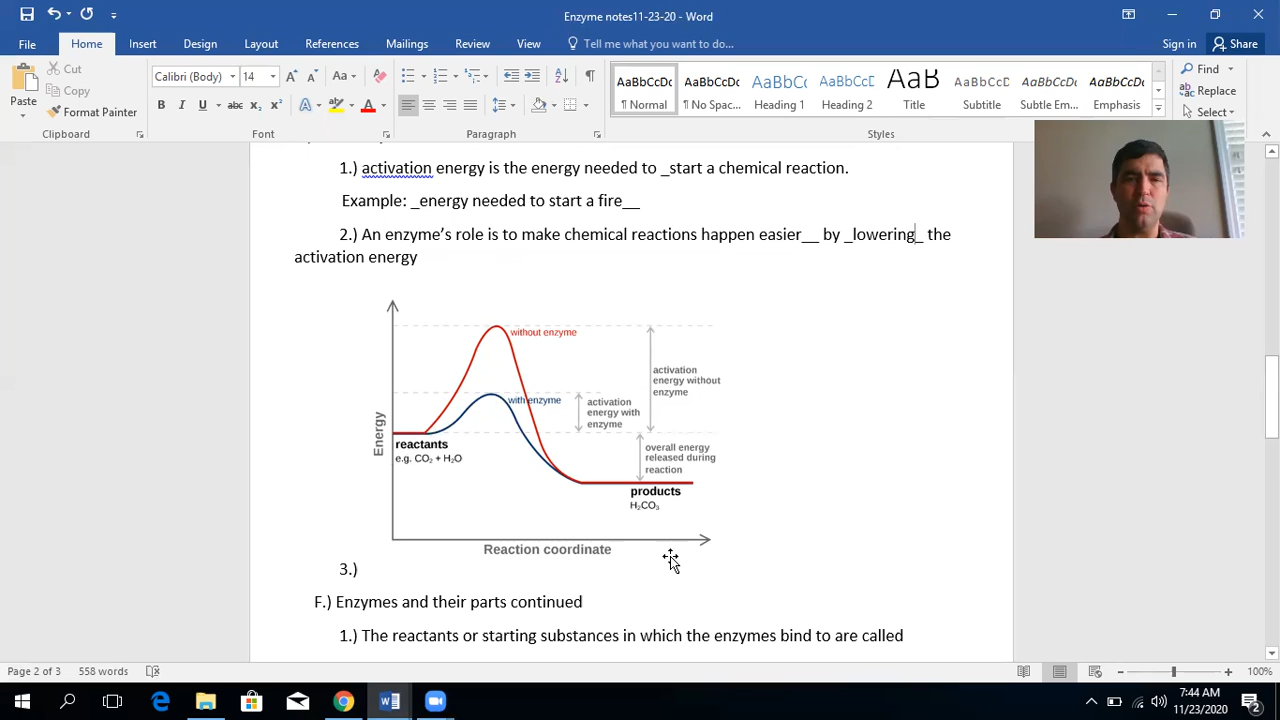 Enzyme notes11-23-20 - Word
File Home Insert Design Layout References Mailings Review View Tell me what you want to do... Sign in Share
Paste Cut Copy Format Painter
Calibri (Body) 14
AaBbCcDc AaBbCcDc AaBbCc AaBbCcD AaB AaBbCcD AaBbCcDc AaBbCcDc
¶ Normal ¶ No Spac... Heading 1 Heading 2 Title Subtitle Subtle Em... Emphasis
Find Replace Select
Clipboard Font Paragraph Styles
1.) activation energy is the energy needed to _start a chemical reaction.
Example: _energy needed to start a fire__
2.) An enzyme's role is to make chemical reactions happen easier__ by _lowering_ the
activation energy
without enzyme
with enzyme
activation
energy without
enzyme
activation
energy with
enzyme
Energy
reactants
e.g. CO₂ + H₂O
overall energy
released during
reaction
products
H₂CO₃
Reaction coordinate
3.)
F.) Enzymes and their parts continued
1.) The reactants or starting substances in which the enzymes bind to are called
Page 2 of 3 558 words 100%
7:44 AM
11/23/2020
2